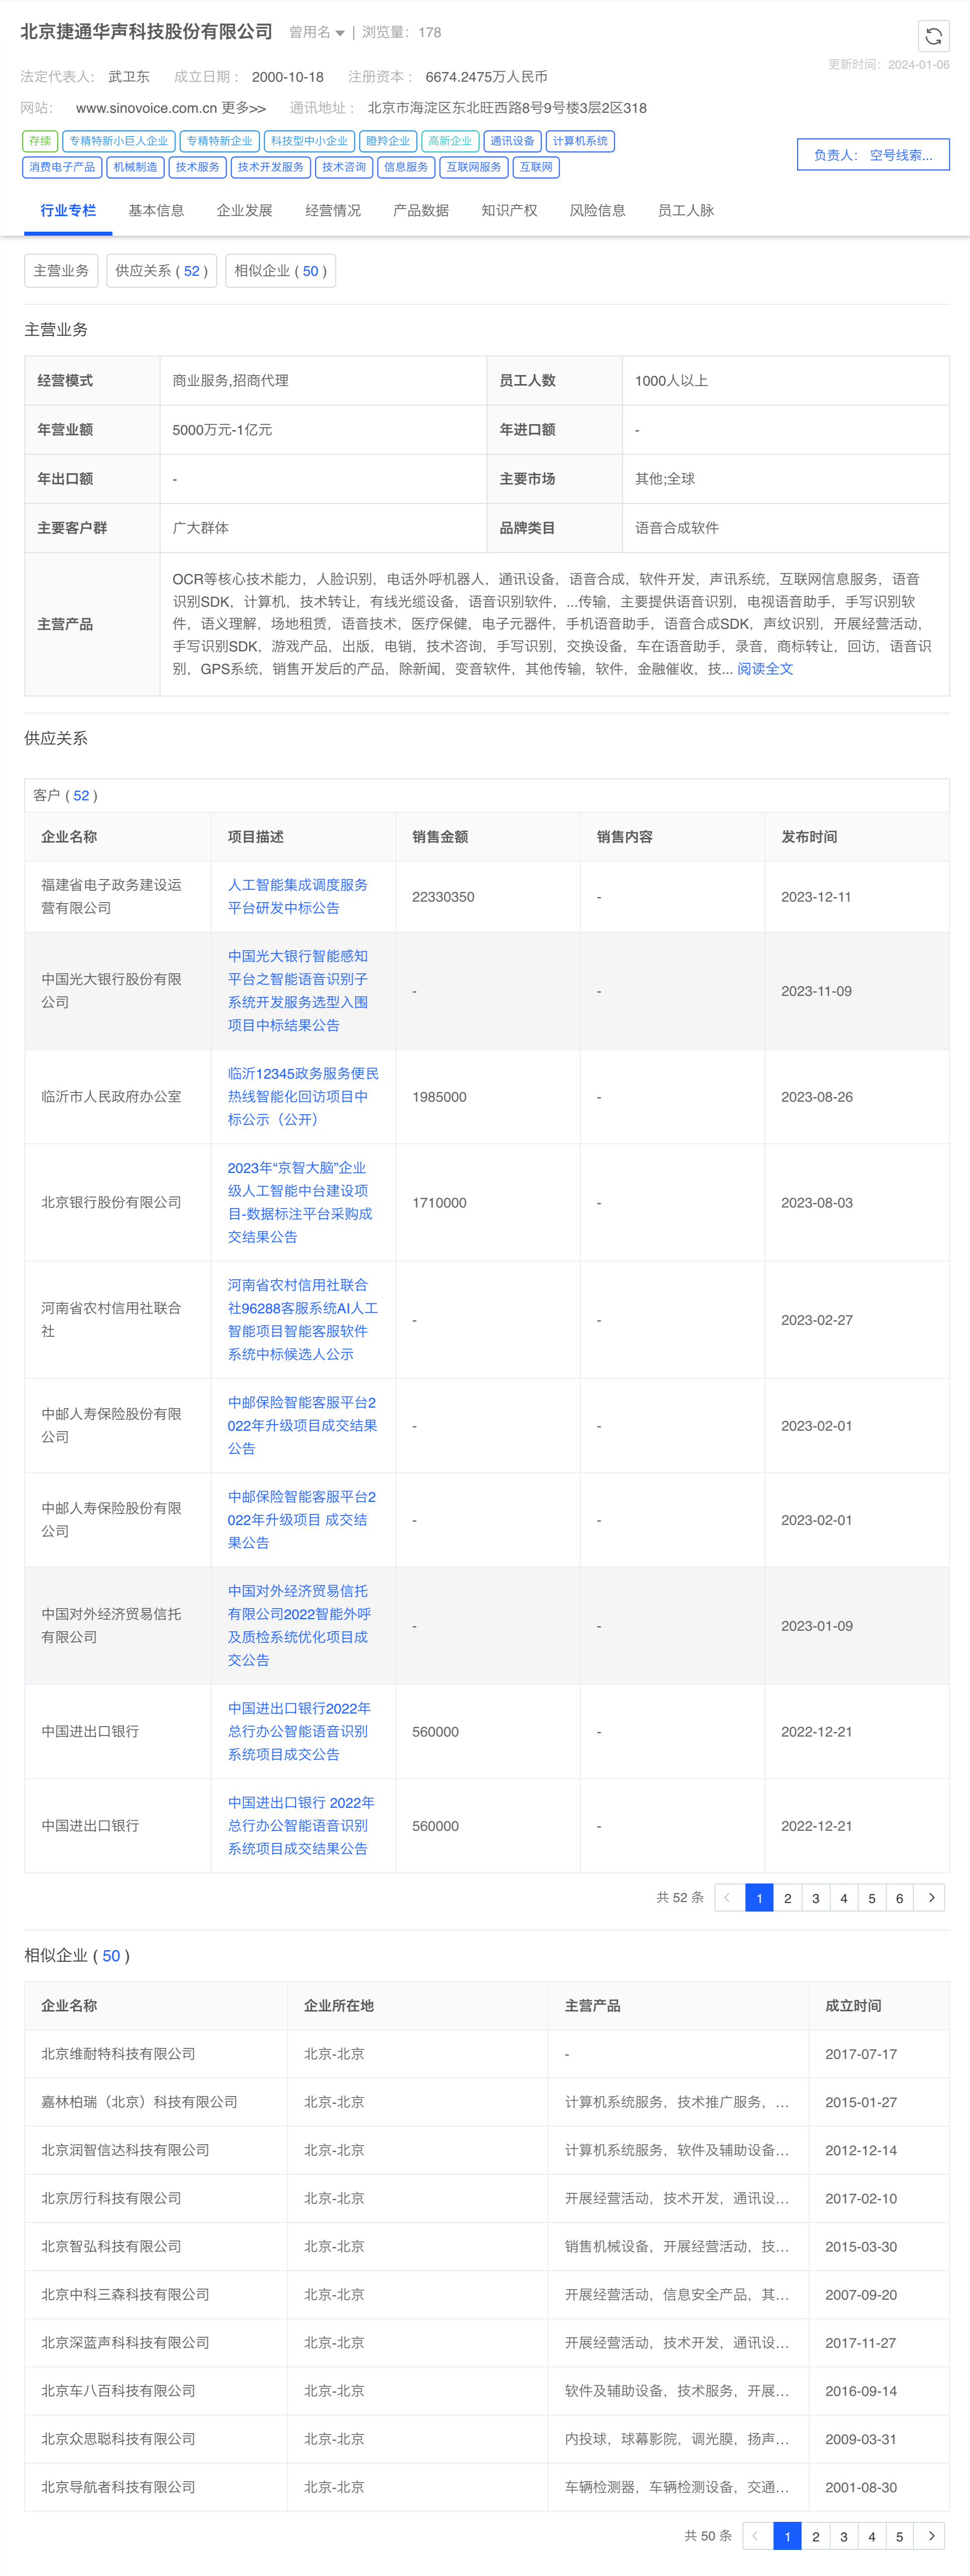 北京捷通华声科技股份有限公司 曾用名 | 浏览量：178
更新时间：2024-01-06
法定代表人： 武卫东 成立日期： 2000-10-18 注册资本： 6674.2475万人民币
网站： www.sinovoice.com.cn 更多>> 通讯地址： 北京市海淀区东北旺西路8号9号楼3层2区318
存续 专精特新小巨人企业 专精特新企业 科技型中小企业 瞪羚企业 高新企业 通讯设备 计算机系统
消费电子产品 机械制造 技术服务 技术开发服务 技术咨询 信息服务 互联网服务 互联网
负责人： 空号线索...
行业专栏 基本信息 企业发展 经营情况 产品数据 知识产权 风险信息 员工人脉
主营业务 供应关系 ( 52 ) 相似企业 ( 50 )
主营业务
经营模式 商业服务,招商代理 员工人数 1000人以上
年营业额 5000万元-1亿元 年进口额 -
年出口额 - 主要市场 其他;全球
主要客户群 广大群体 品牌类目 语音合成软件
主营产品
OCR等核心技术能力，人脸识别，电话外呼机器人，通讯设备，语音合成，软件开发，声讯系统，互联网信息服务，语音
识别SDK，计算机，技术转让，有线光缆设备，语音识别软件，...传输，主要提供语音识别，电视语音助手，手写识别软
件，语义理解，场地租赁，语音技术，医疗保健，电子元器件，手机语音助手，语音合成SDK，声纹识别，开展经营活动，
手写识别SDK，游戏产品，出版，电销，技术咨询，手写识别，交换设备，车在语音助手，录音，商标转让，回访，语音识
别，GPS系统，销售开发后的产品，除新闻，变音软件，其他传输，软件，金融催收，技... 阅读全文
供应关系
客户 ( 52 )
企业名称 项目描述 销售金额 销售内容 发布时间
福建省电子政务建设运
营有限公司
人工智能集成调度服务
平台研发中标公告
22330350 - 2023-12-11
中国光大银行股份有限
公司
中国光大银行智能感知
平台之智能语音识别子
系统开发服务选型入围
项目中标结果公告
- - 2023-11-09
临沂市人民政府办公室
临沂12345政务服务便民
热线智能化回访项目中
标公示（公开）
1985000 - 2023-08-26
北京银行股份有限公司
2023年“京智大脑”企业
级人工智能中台建设项
目-数据标注平台采购成
交结果公告
1710000 - 2023-08-03
河南省农村信用社联合
社
河南省农村信用社联合
社96288客服系统AI人工
智能项目智能客服软件
系统中标候选人公示
- - 2023-02-27
中邮人寿保险股份有限
公司
中邮保险智能客服平台2
022年升级项目成交结果
公告
- - 2023-02-01
中邮人寿保险股份有限
公司
中邮保险智能客服平台2
022年升级项目 成交结
果公告
- - 2023-02-01
中国对外经济贸易信托
有限公司
中国对外经济贸易信托
有限公司2022智能外呼
及质检系统优化项目成
交公告
- - 2023-01-09
中国进出口银行
中国进出口银行2022年
总行办公智能语音识别
系统项目成交公告
560000 - 2022-12-21
中国进出口银行
中国进出口银行 2022年
总行办公智能语音识别
系统项目成交结果公告
560000 - 2022-12-21
共 52 条 < 1 2 3 4 5 6 >
相似企业 ( 50 )
企业名称 企业所在地 主营产品 成立时间
北京维耐特科技有限公司 北京-北京 - 2017-07-17
嘉林柏瑞（北京）科技有限公司 北京-北京 计算机系统服务，技术推广服务，... 2015-01-27
北京润智信达科技有限公司 北京-北京 计算机系统服务，软件及辅助设备... 2012-12-14
北京厉行科技有限公司 北京-北京 开展经营活动，技术开发，通讯设... 2017-02-10
北京智弘科技有限公司 北京-北京 销售机械设备，开展经营活动，技... 2015-03-30
北京中科三森科技有限公司 北京-北京 开展经营活动，信息安全产品，其... 2007-09-20
北京深蓝声科科技有限公司 北京-北京 开展经营活动，技术开发，通讯设... 2017-11-27
北京车八百科技有限公司 北京-北京 软件及辅助设备，技术服务，开展... 2016-09-14
北京众思聪科技有限公司 北京-北京 内投球，球幕影院，调光膜，扬声... 2009-03-31
北京导航者科技有限公司 北京-北京 车辆检测器，车辆检测设备，交通... 2001-08-30
共 50 条 < 1 2 3 4 5 >